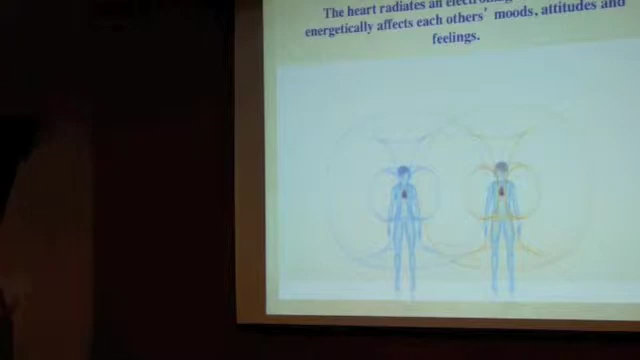 The heart radiates an
energetically affects each others' moods, attitudes and
feelings.